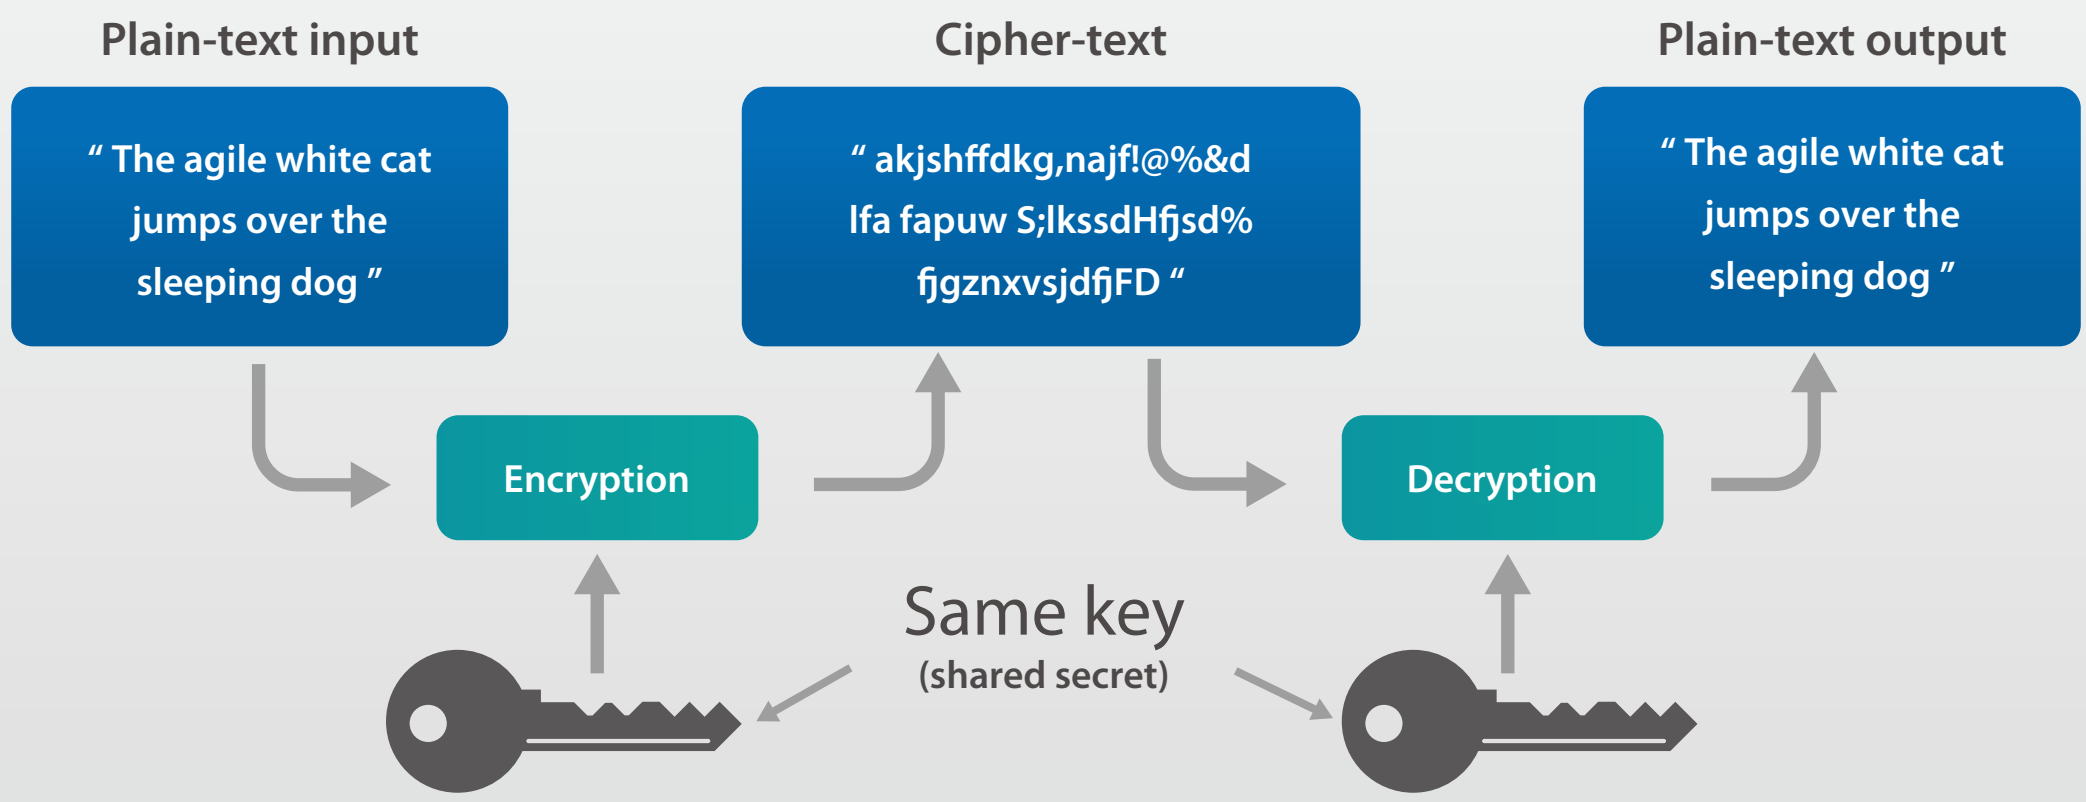 Plain-text input
“ The agile white cat
jumps over the
sleeping dog ”
Cipher-text
“ akjshffdkg,najf!@%&d
lfa fapuw S;lkssdHfjsd%
fjgznxvsjdfjFD “
Plain-text output
“ The agile white cat
jumps over the
sleeping dog ”
Encryption
Decryption
Same key
(shared secret)